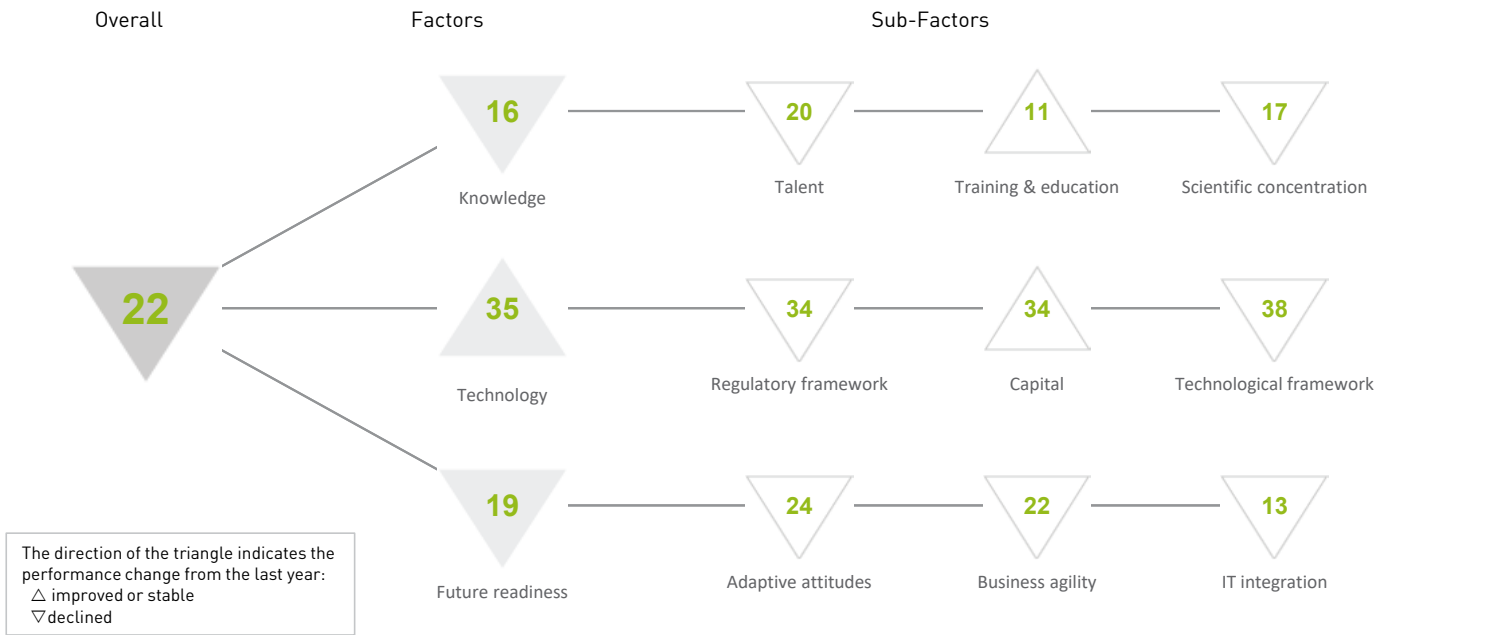 Overall
Factors
Sub-Factors
16
20
11
17
Knowledge
Talent
Training & education
Scientific concentration
22
35
34
34
38
Technology
Regulatory framework
Capital
Technological framework
19
24
22
13
Future readiness
Adaptive attitudes
Business agility
IT integration
The direction of the triangle indicates the
performance change from the last year:
△ improved or stable
▽ declined